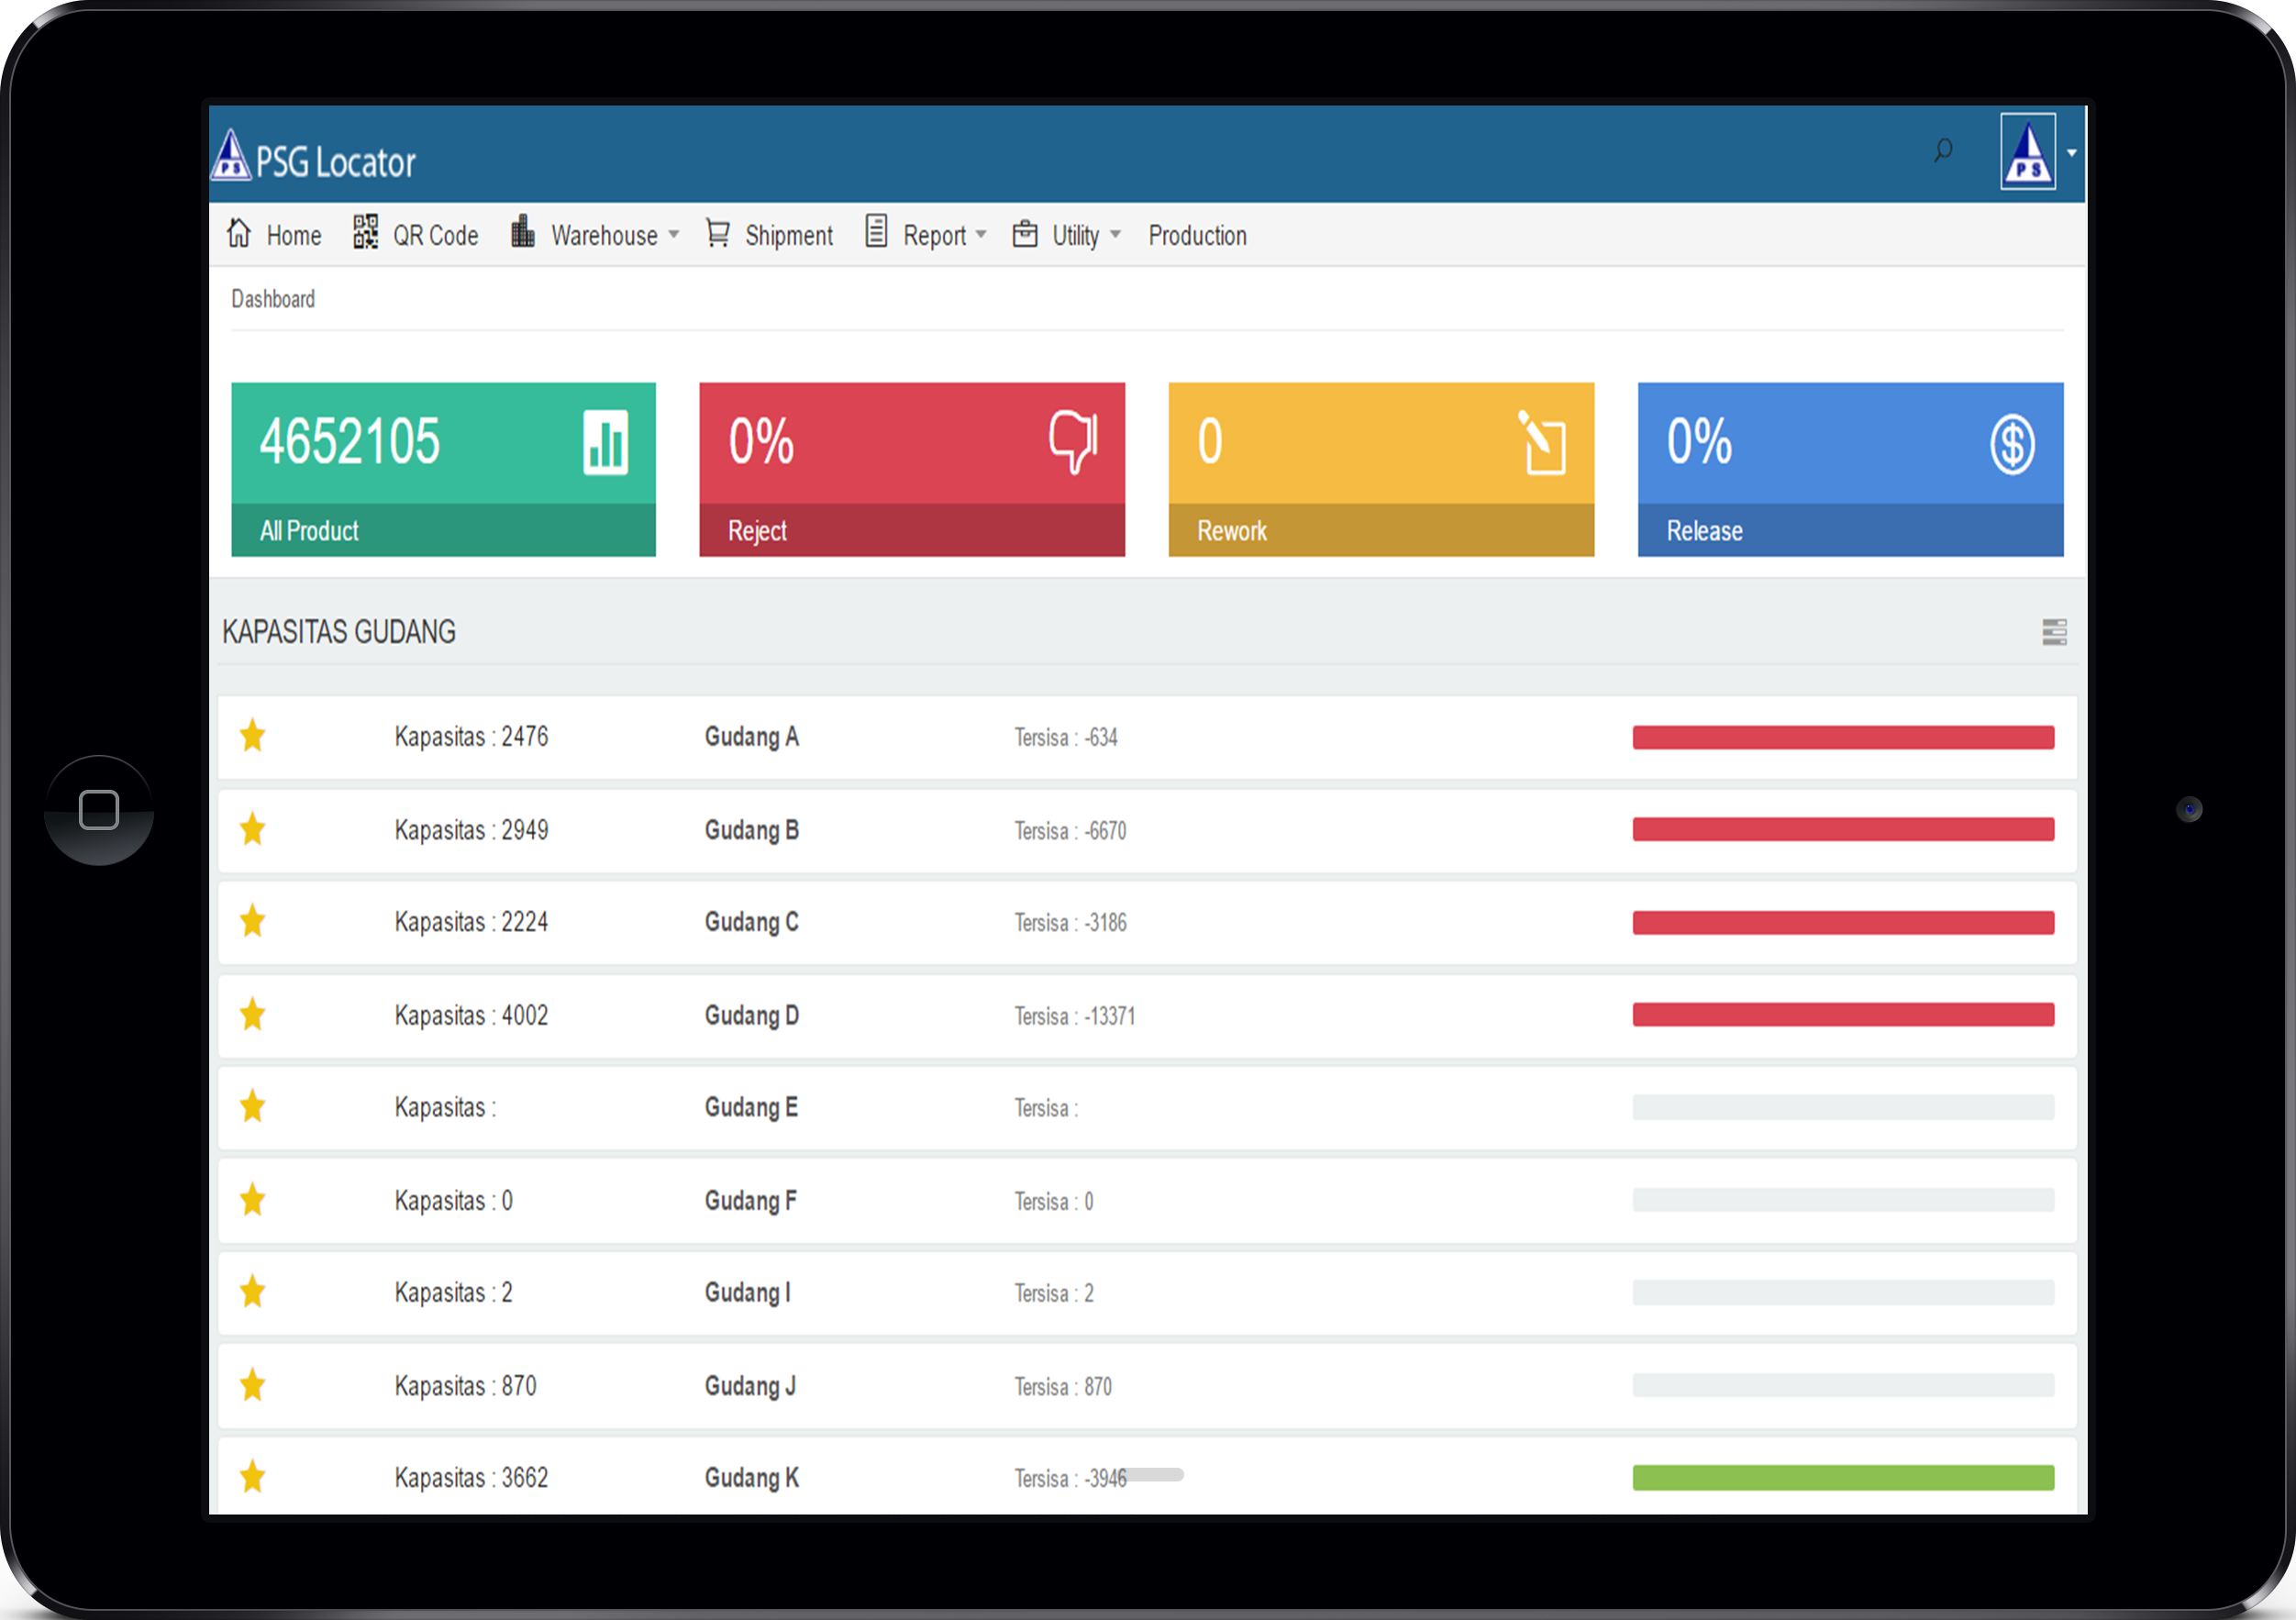 PS PSG Locator PS
Home QR Code Warehouse Shipment Report Utility Production
Dashboard
4652105 0% 0 0%
All Product Reject Rework Release
KAPASITAS GUDANG
Kapasitas : 2476 Gudang A Tersisa : -634
Kapasitas : 2949 Gudang B Tersisa : -6670
Kapasitas : 2224 Gudang C Tersisa : -3186
Kapasitas : 4002 Gudang D Tersisa : -13371
Kapasitas : Gudang E Tersisa :
Kapasitas : 0 Gudang F Tersisa : 0
Kapasitas : 2 Gudang I Tersisa : 2
Kapasitas : 870 Gudang J Tersisa : 870
Kapasitas : 3662 Gudang K Tersisa : -3946